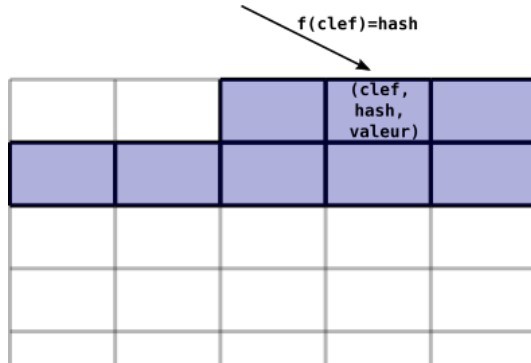 f(clef)=hash
(clef,
hash,
valeur)